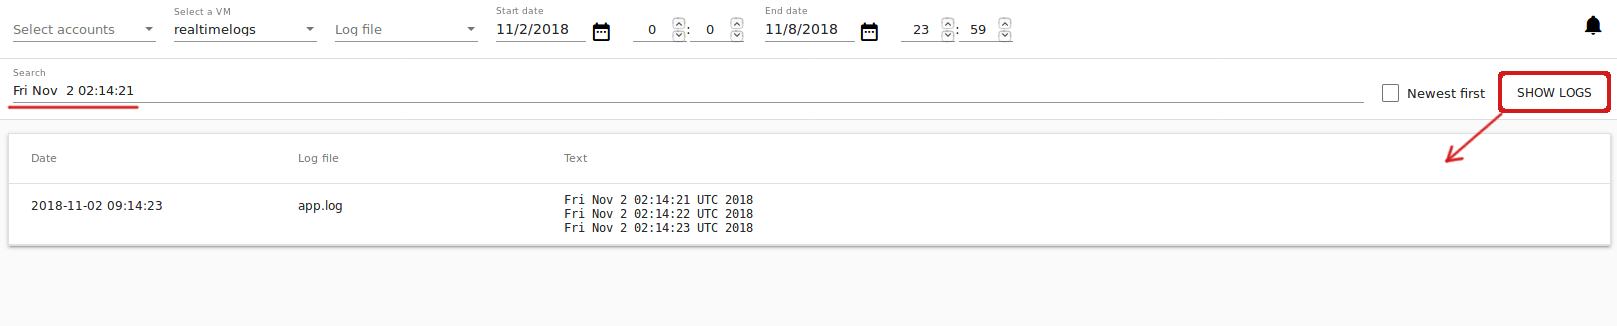 Select accounts
Select a VM
realtimelogs
Log file
Start date
11/2/2018
0 : 0
End date
11/8/2018
23 : 59
Search
Fri Nov  2 02:14:21
Newest first
SHOW LOGS
Date Log file Text
2018-11-02 09:14:23 app.log Fri Nov 2 02:14:21 UTC 2018
Fri Nov 2 02:14:22 UTC 2018
Fri Nov 2 02:14:23 UTC 2018